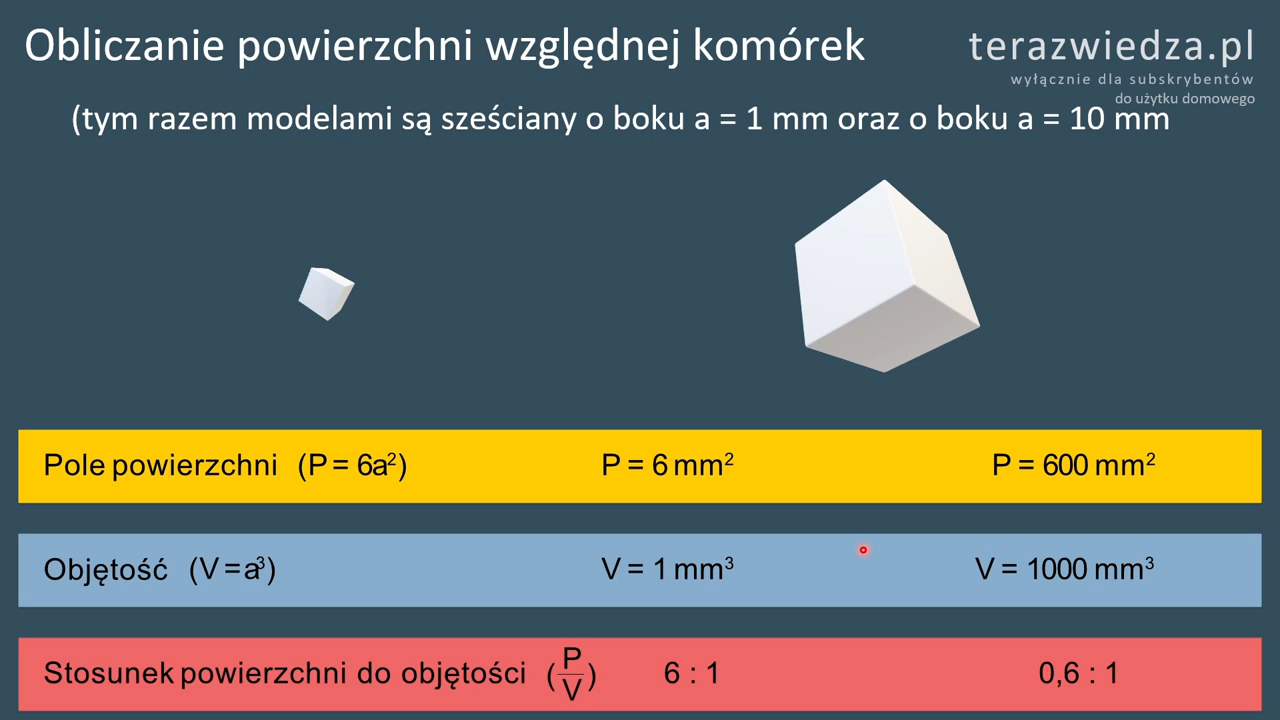 Obliczanie powierzchni względnej komórek
terazwiedza.pl
wyłącznie dla subskrybentów
do użytku domowego
(tym razem modelami są sześciany o boku a = 1 mm oraz o boku a = 10 mm
Pole powierzchni (P = 6a²) P = 6 mm² P = 600 mm²
Objętość (V = a³) V = 1 mm³ V = 1000 mm³
Stosunek powierzchni do objętości (P/V) 6 : 1 0,6 : 1